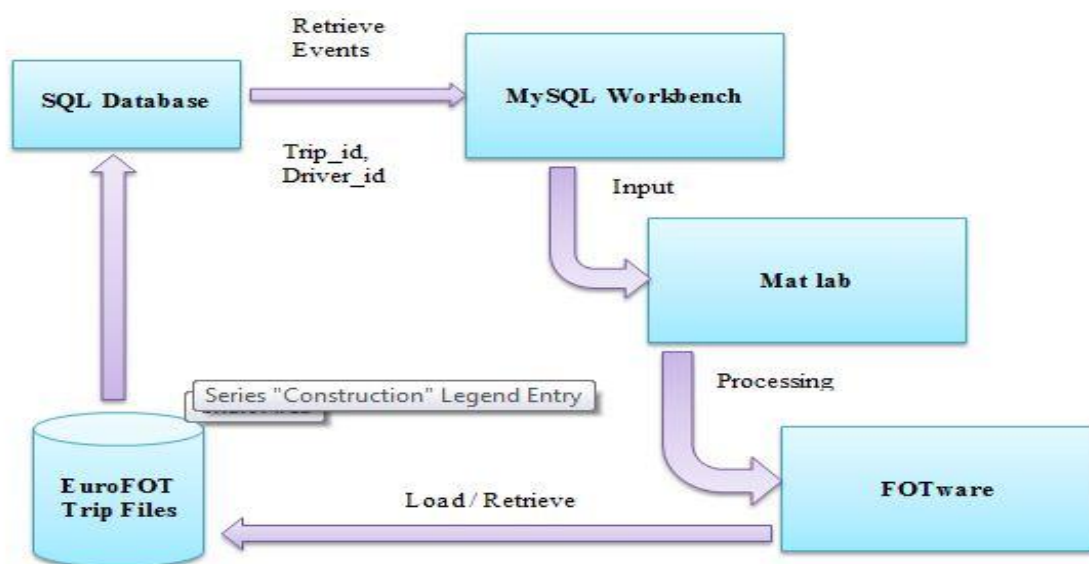 Retrieve
Events
SQL Database
MySQL Workbench
Trip_id,
Driver_id
Input
Mat lab
Processing
Series "Construction" Legend Entry
EuroFOT
Trip Files
Load / Retrieve
FOTware